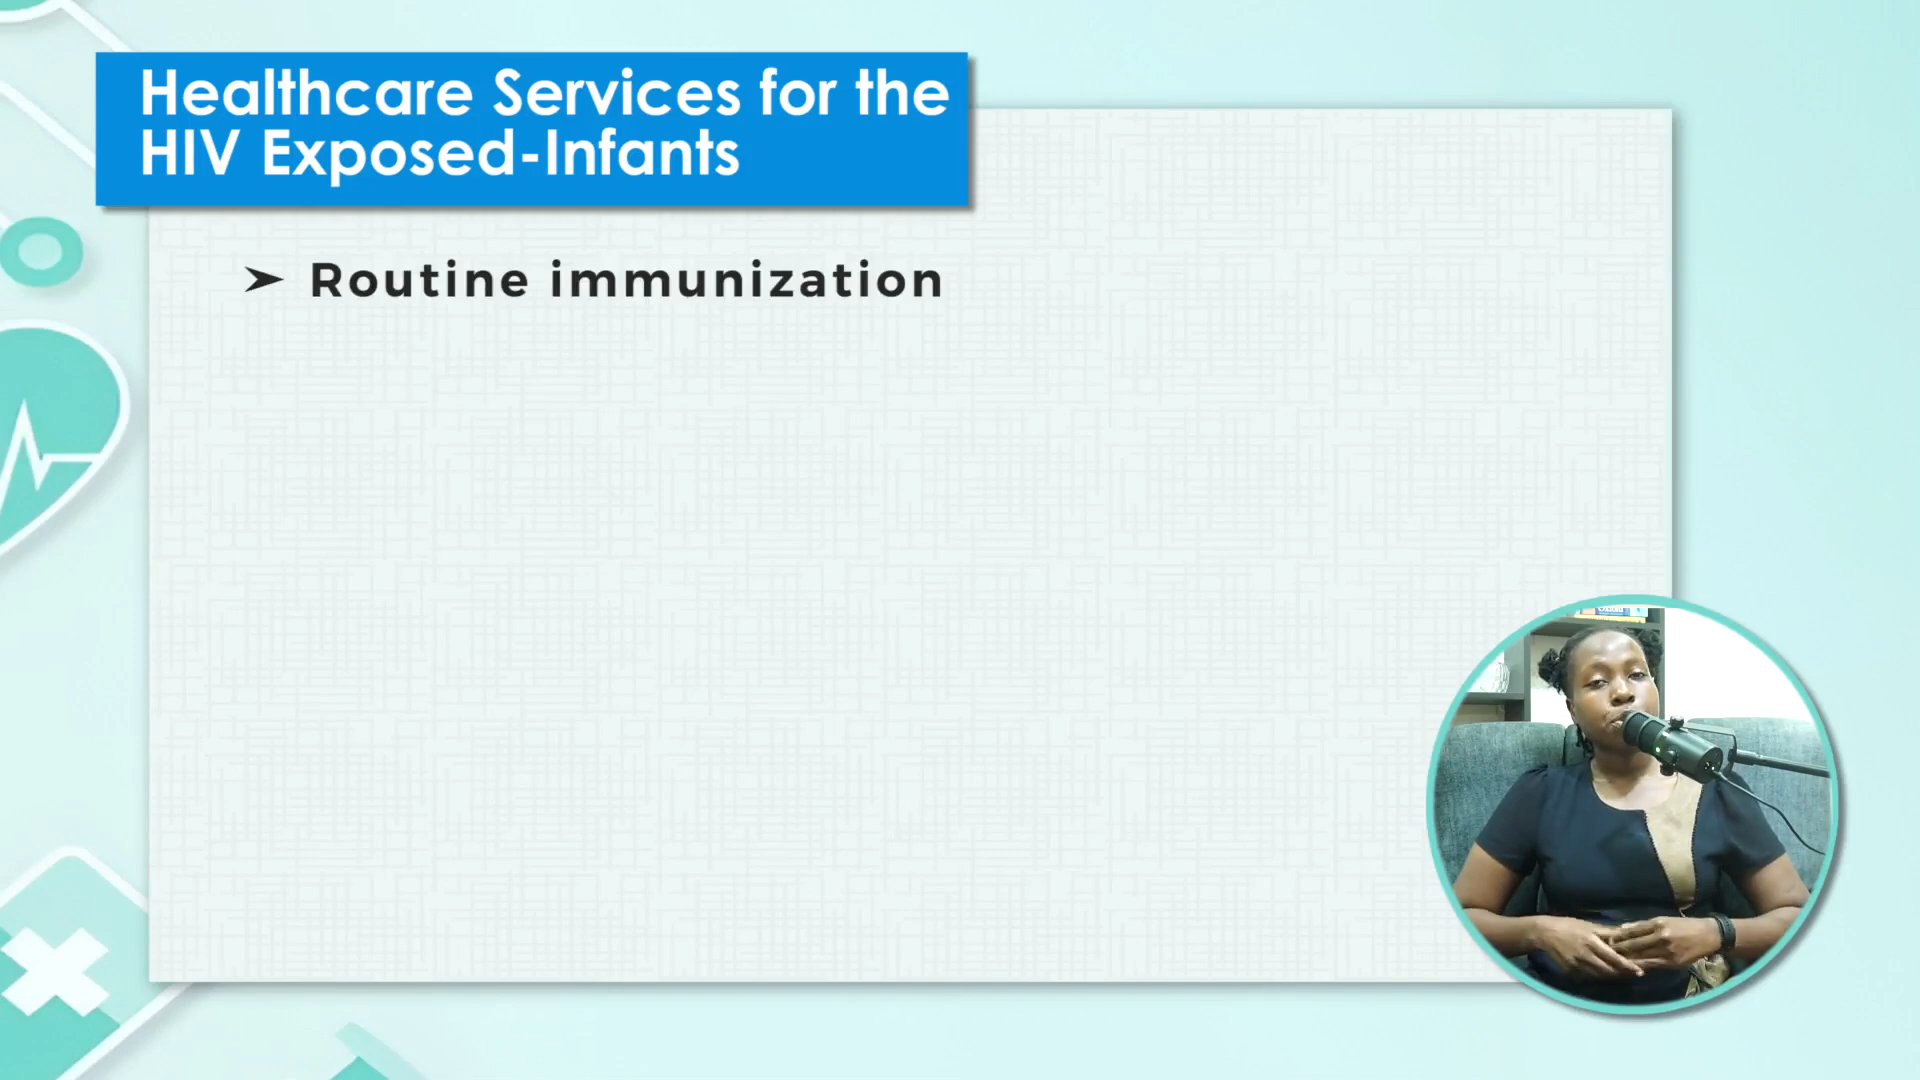 Healthcare Services for the
HIV Exposed-Infants
➤ Routine immunization